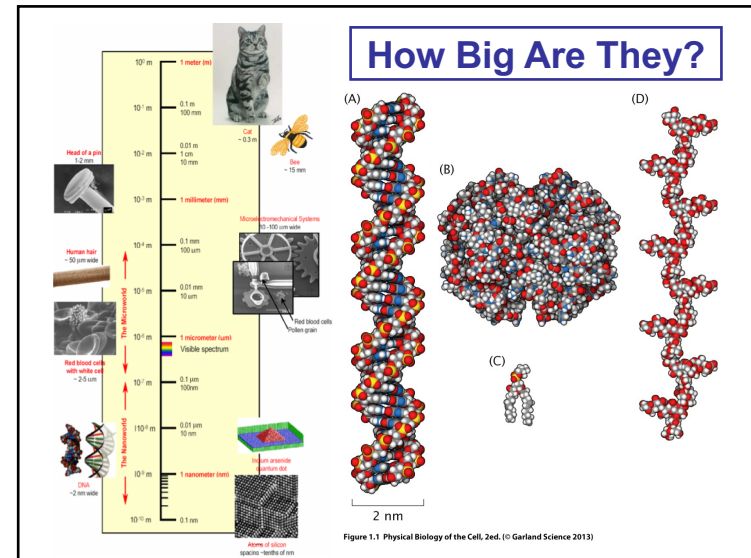 How Big Are They?
10⁰ m
1 meter (m)
Cat
~ 0.3 m
10⁻¹ m
0.1 m
100 mm
Bee
~ 15 mm
Head of a pin
1-2 mm
10⁻² m
0.01 m
1 cm
10 mm
10⁻³ m
1 millimeter (mm)
Microelectromechanical Systems
10 -100 um wide
Human hair
~ 50 µm wide
10⁻⁴ m
0.1 mm
100 um
The Microworld
10⁻⁵ m
0.01 mm
10 um
Red blood cells
Pollen grain
10⁻⁶ m
1 micrometer (um)
Visible spectrum
Red blood cells
with white cell
~ 2-5 um
10⁻⁷ m
0.1 µm
100nm
The Nanoworld
10⁻⁸ m
0.01 µm
10 nm
Indium arsenide
quantum dot
DNA
~2 nm wide
10⁻⁹ m
1 nanometer (nm)
10⁻¹⁰ m
0.1 nm
Atoms of silicon
spacing ~tenths of nm
(A)
(B)
(C)
(D)
2 nm
Figure 1.1 Physical Biology of the Cell, 2ed. (© Garland Science 2013)